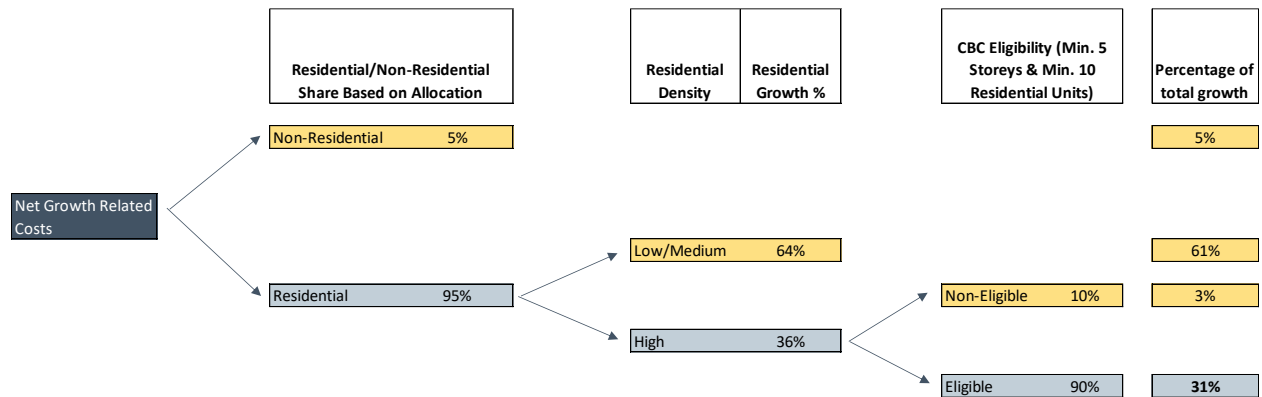 Residential/Non-Residential
Share Based on Allocation
Residential
Density
Residential
Growth %
CBC Eligibility (Min. 5
Storeys & Min. 10
Residential Units)
Percentage of
total growth
Non-Residential 5%
5%
Net Growth Related
Costs
Low/Medium 64%
61%
Residential 95%
Non-Eligible 10%
3%
High 36%
Eligible 90%
31%